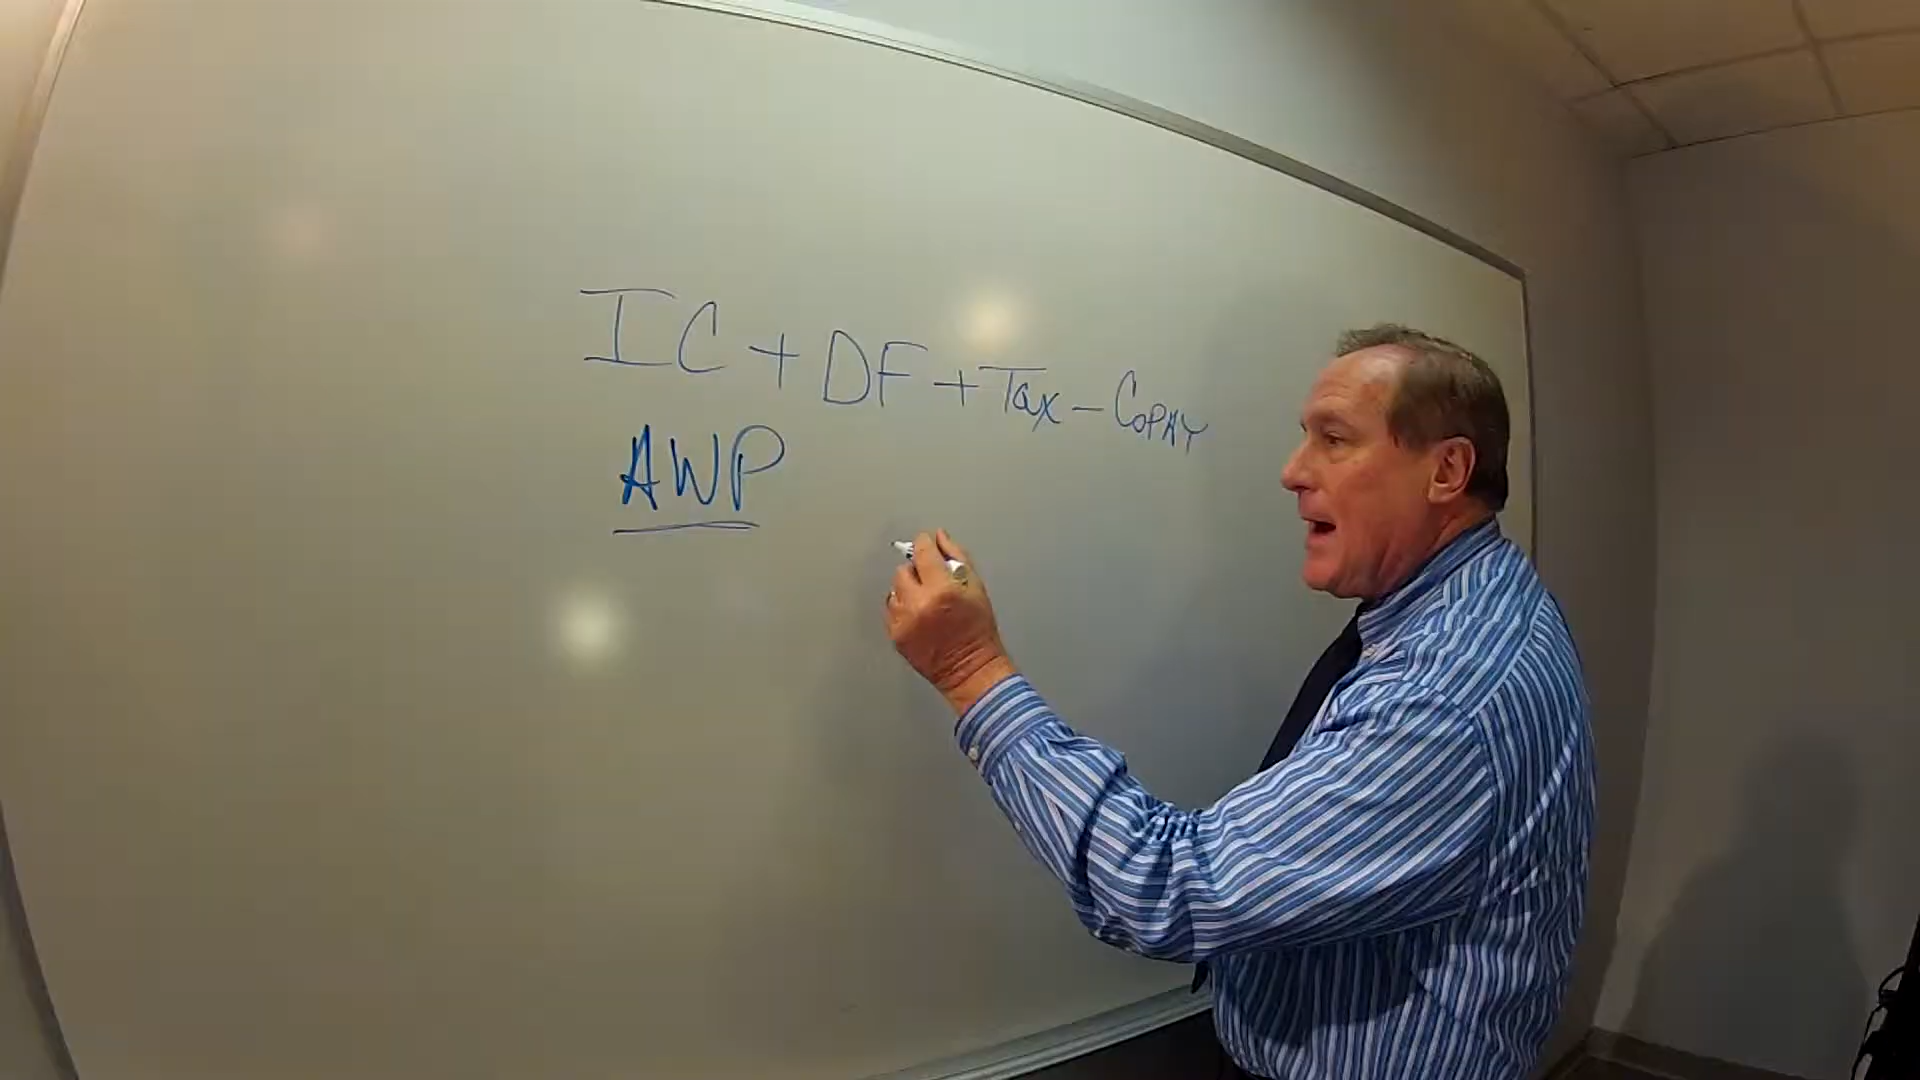 IC + DF + Tax - CoPAY
AWP